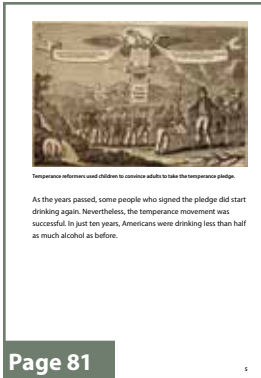 Temperance reformers used children to convince adults to take the temperance pledge.
As the years passed, some people who signed the pledge did start
drinking again. Nevertheless, the temperance movement was
successful. In just ten years, Americans were drinking less than half
as much alcohol as before.
Page 81
5